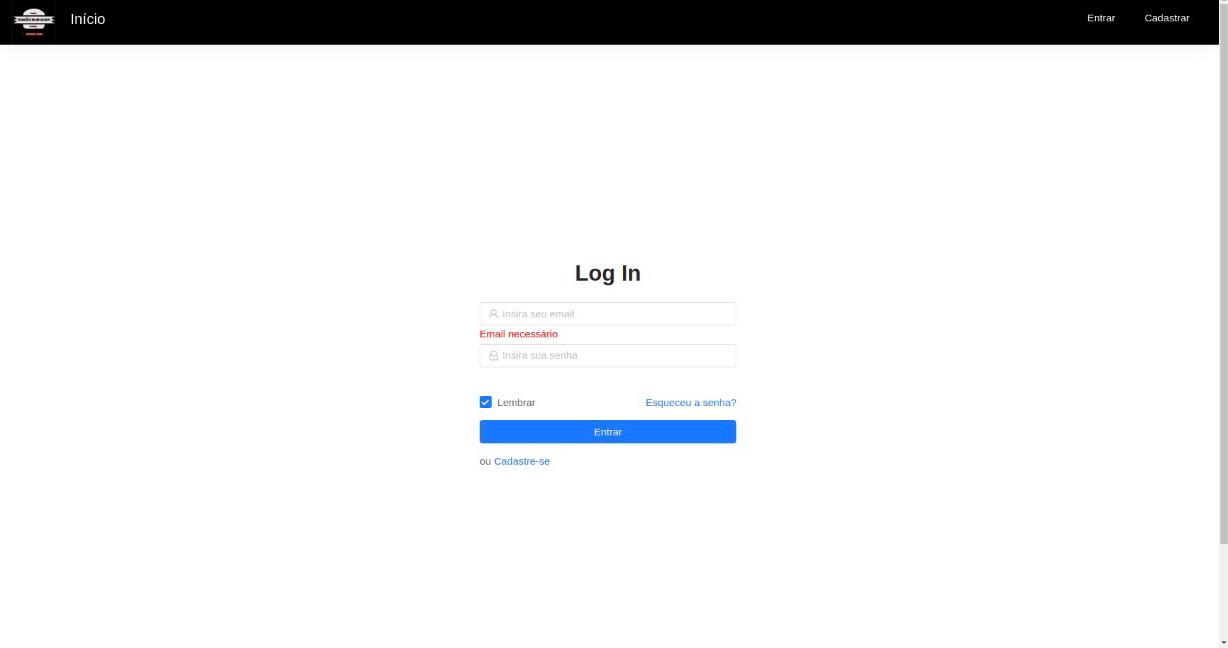 Início
Entrar
Cadastrar
Log In
Insira seu email
Email necessário
Insira sua senha
Lembrar
Esqueceu a senha?
Entrar
ou Cadastre-se